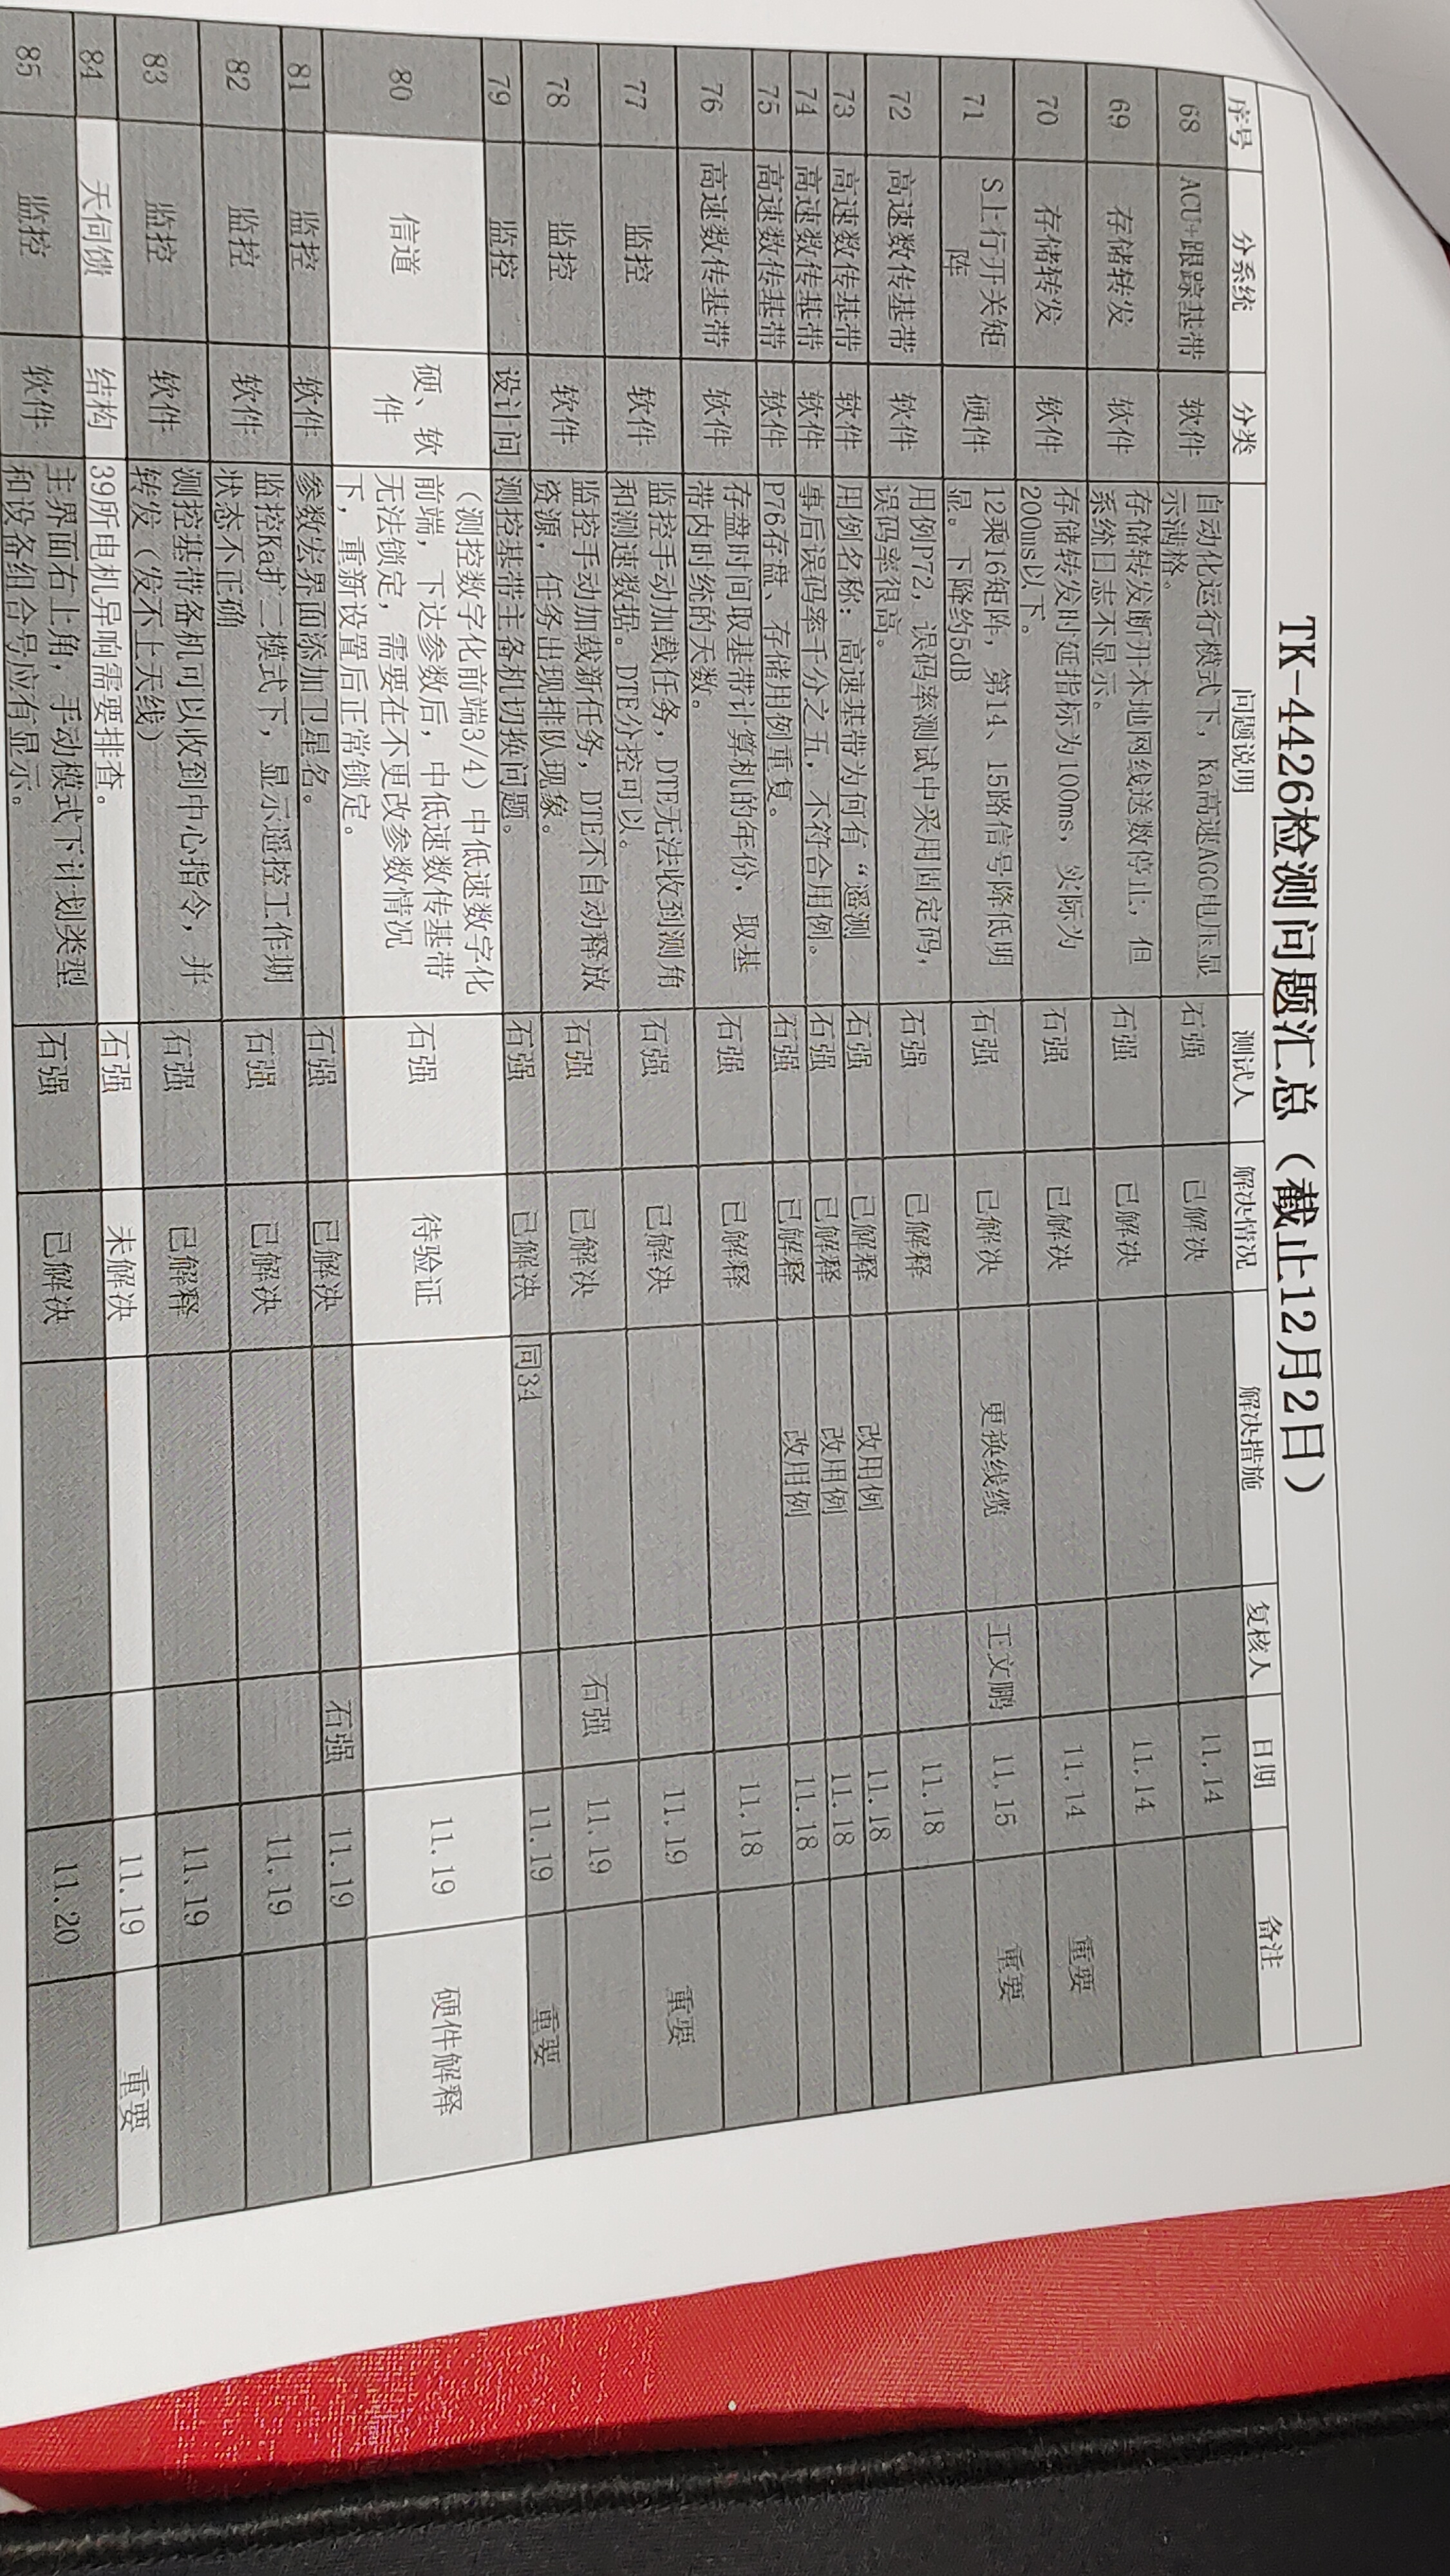 TK-4426检测问题汇总（截止12月2日）
序号 分系统 分类 问题说明 测试人 解决情况 解决措施 复核人 日期 备注
68 ACU+跟踪基带 软件 自动化运行模式下，Ka高速AGC电压显 石强 已解决 11.14
示满格。
69 存储转发 软件 存储转发断开本地网线送数停止，但 石强 已解决 11.14
系统日志不显示。
70 存储转发 软件 存储转发时延指标为100ms，实际为 石强 已解决 11.14 重要
200ms以下。
71 S上行开关矩 硬件 12乘16矩阵，第14、15路信号降低明 石强 已解决 更换线缆 王文鹏 11.15 重要
阵 显。下降约5dB
72 高速数传基带 软件 用例P72，误码率测试中采用固定码， 石强 已解释 11.18
误码率很高。
73 高速数传基带 软件 用例名称：高速基带为何有“遥测 石强 已解释 改用例 11.18
74 高速数传基带 软件 事后误码率千分之五，不符合用例。 石强 已解释 改用例 11.18
75 高速数传基带 软件 P76存盘、存储用例重复。 石强 已解释 改用例 11.18
76 高速数传基带 软件 存盘时间取基带计算机的年份，取基 石强 已解释 11.18
带内时统的天数。
77 监控 软件 监控手动加载任务，DTE无法收到测角 石强 已解决 11.19 重要
和测速数据。DTE分控可以。
78 监控 软件 监控手动加载新任务，DTE不自动释放 石强 已解决 石强 11.19
资源，任务出现排队现象。
79 监控 设计问 测控基带主备机切换问题。 石强 已解决 同34 11.19 重要
80 信道 硬、软 （测控数字化前端3/4）中低速数字化 石强 待验证 11.19 硬件解释
件 前端，下达参数后，中低速数传基带
无法锁定，需要在不更改参数情况
下，重新设置后正常锁定。
81 监控 软件 参数宏界面添加卫星名。 石强 已解决 石强 11.19
82 监控 软件 监控Ka扩二模式下，显示遥控工作期 石强 已解决 11.19
状态不正确
83 监控 软件 测控基带备机可以收到中心指令，并 石强 已解释 11.19
转发（发不上天线）
84 天伺馈 结构 39所电机异响需要排查。 石强 未解决 11.19 重要
85 监控 软件 主界面右上角，手动模式下计划类型 石强 已解决 11.20
和设备组合号应有显示。